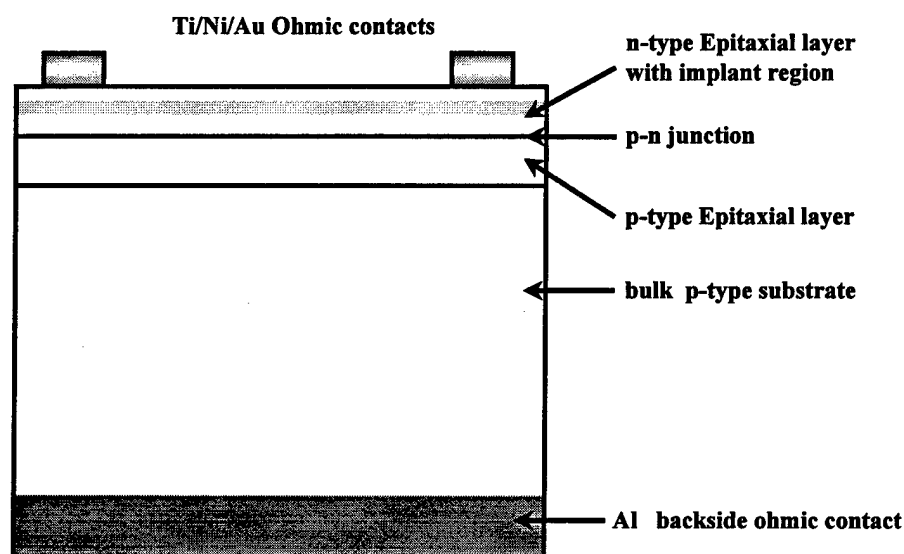 Ti/Ni/Au Ohmic contacts
n-type Epitaxial layer
with implant region
p-n junction
p-type Epitaxial layer
bulk p-type substrate
Al backside ohmic contact